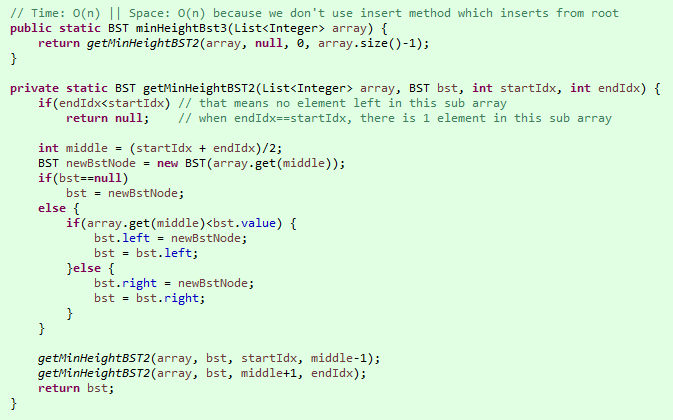 // Time: O(n) || Space: O(n) because we don't use insert method which inserts from root
public static BST minHeightBst3(List<Integer> array) {
    return getMinHeightBST2(array, null, 0, array.size()-1);
}

private static BST getMinHeightBST2(List<Integer> array, BST bst, int startIdx, int endIdx) {
    if(endIdx<startIdx) // that means no element left in this sub array
        return null;    // when endIdx==startIdx, there is 1 element in this sub array

    int middle = (startIdx + endIdx)/2;
    BST newBstNode = new BST(array.get(middle));
    if(bst==null)
        bst = newBstNode;
    else {
        if(array.get(middle)<bst.value) {
            bst.left = newBstNode;
            bst = bst.left;
        }else {
            bst.right = newBstNode;
            bst = bst.right;
        }
    }

    getMinHeightBST2(array, bst, startIdx, middle-1);
    getMinHeightBST2(array, bst, middle+1, endIdx);
    return bst;
}